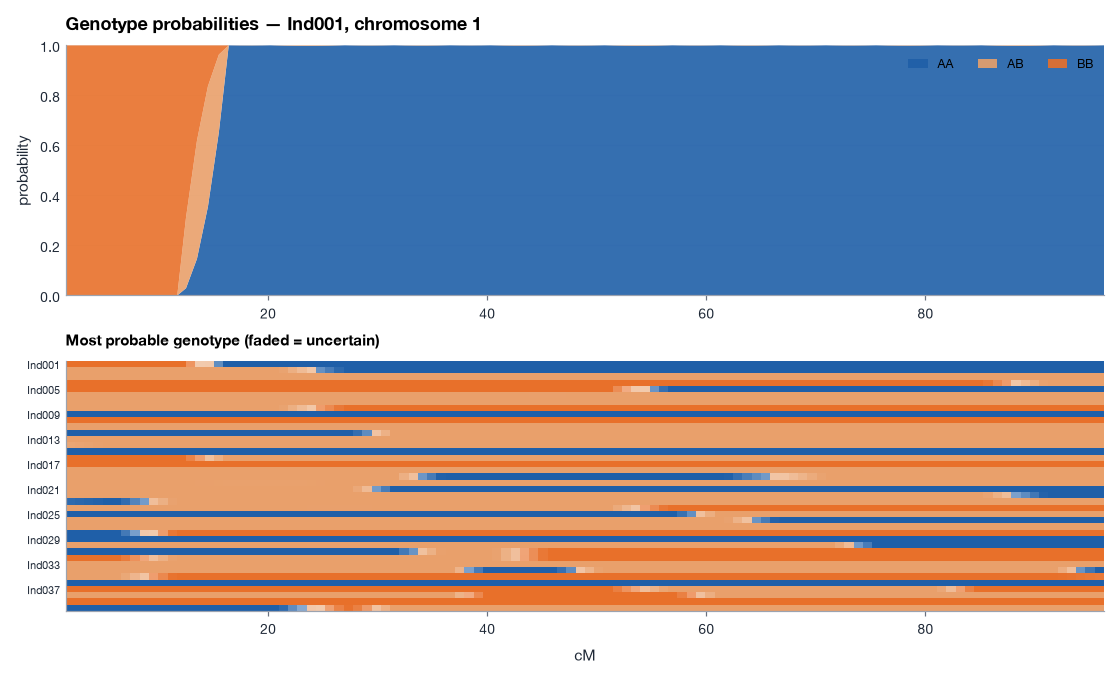 Genotype probabilities — Ind001, chromosome 1
1.0
AA AB BB
0.8
0.6
probability
0.4
0.2
0.0
20 40 60 80
Most probable genotype (faded = uncertain)
Ind001
Ind005
Ind009
Ind013
Ind017
Ind021
Ind025
Ind029
Ind033
Ind037
20 40 60 80
cM